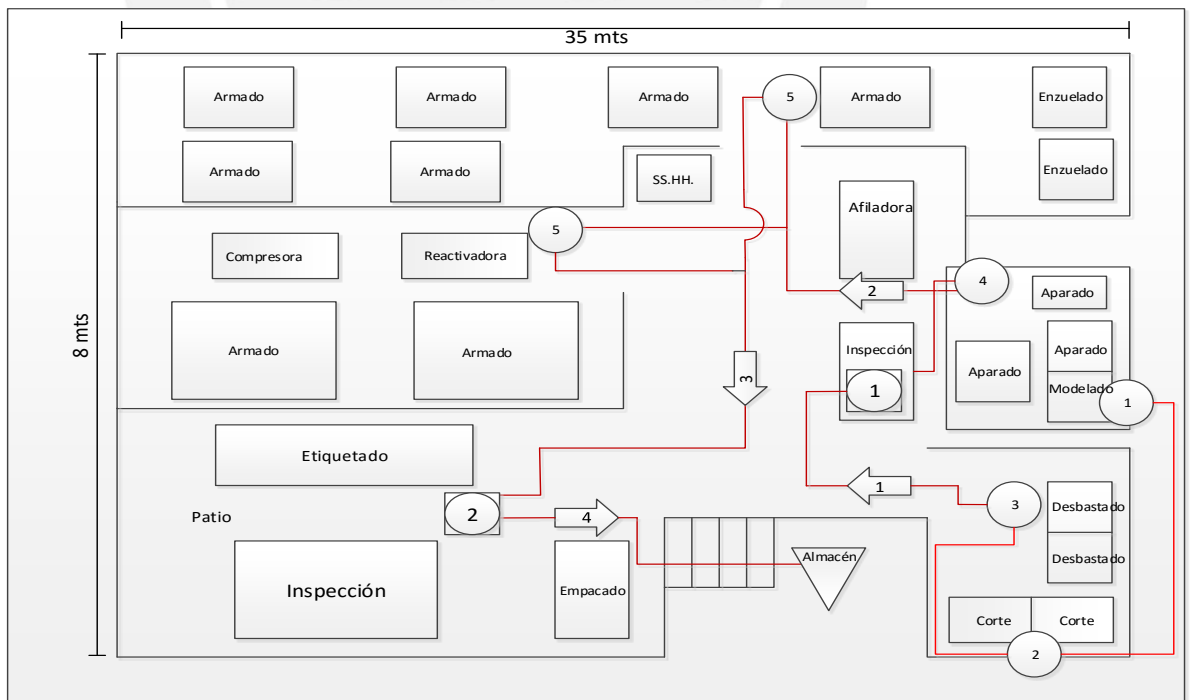 35 mts
8 mts
Armado
Armado
Armado
5
Armado
Enzuelado
Armado
Armado
SS.HH.
Enzuelado
Afiladora
5
Compresora
Reactivadora
4
2
Aparado
Armado
Armado
Inspección
Aparado
Aparado
3
1
Modelado
1
Etiquetado
1
3
Desbastado
Patio
2
4
Desbastado
Almacén
Inspección
Empacado
Corte
Corte
2